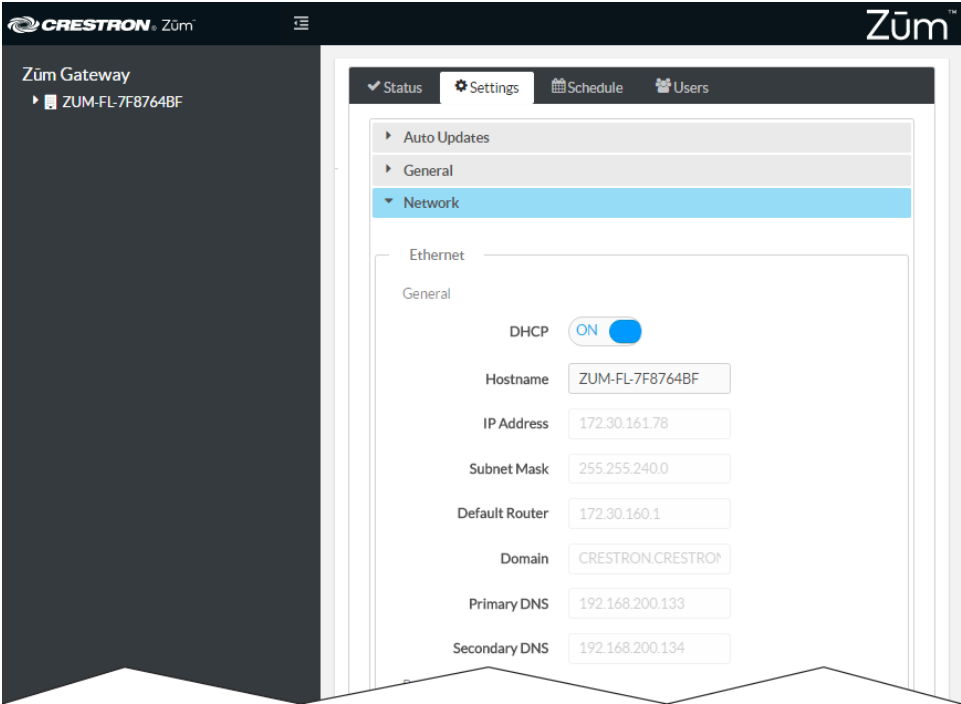 CRESTRON® Zūm™
Zūm™
Zūm Gateway
ZUM-FL-7F8764BF
Status
Settings
Schedule
Users
Auto Updates
General
Network
Ethernet
General
DHCP ON
Hostname ZUM-FL-7F8764BF
IP Address 172.30.161.78
Subnet Mask 255.255.240.0
Default Router 172.30.160.1
Domain CRESTRON.CRESTRON
Primary DNS 192.168.200.133
Secondary DNS 192.168.200.134